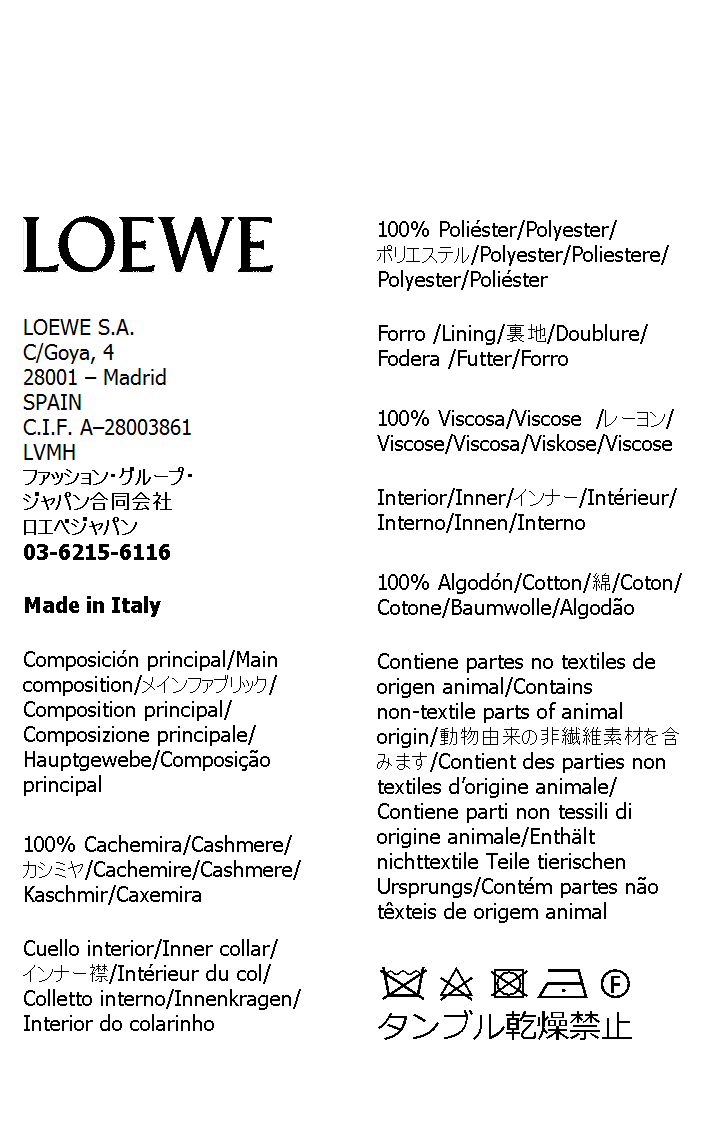 LOEWE
LOEWE S.A.
C/Goya, 4
28001 – Madrid
SPAIN
C.I.F. A–28003861
LVMH
ファッション・グループ・
ジャパン合同会社
ロエベジャパン
03-6215-6116
Made in Italy
Composición principal/Main
composition/メインファブリック/
Composition principal/
Composizione principale/
Hauptgewebe/Composição
principal
100% Cachemira/Cashmere/
カシミヤ/Cachemire/Cashmere/
Kaschmir/Caxemira
Cuello interior/Inner collar/
インナー襟/Intérieur du col/
Colletto interno/Innenkragen/
Interior do colarinho
100% Poliéster/Polyester/
ポリエステル/Polyester/Poliestere/
Polyester/Poliéster
Forro /Lining/裏地/Doublure/
Fodera /Futter/Forro
100% Viscosa/Viscose  /レーヨン/
Viscose/Viscosa/Viskose/Viscose
Interior/Inner/インナー/Intérieur/
Interno/Innen/Interno
100% Algodón/Cotton/綿/Coton/
Cotone/Baumwolle/Algodão
Contiene partes no textiles de
origen animal/Contains
non-textile parts of animal
origin/動物由来の非繊維素材を含
みます/Contient des parties non
textiles d’origine animale/
Contiene parti non tessili di
origine animale/Enthält
nichttextile Teile tierischen
Ursprungs/Contém partes não
têxteis de origem animal
F
タンブル乾燥禁止